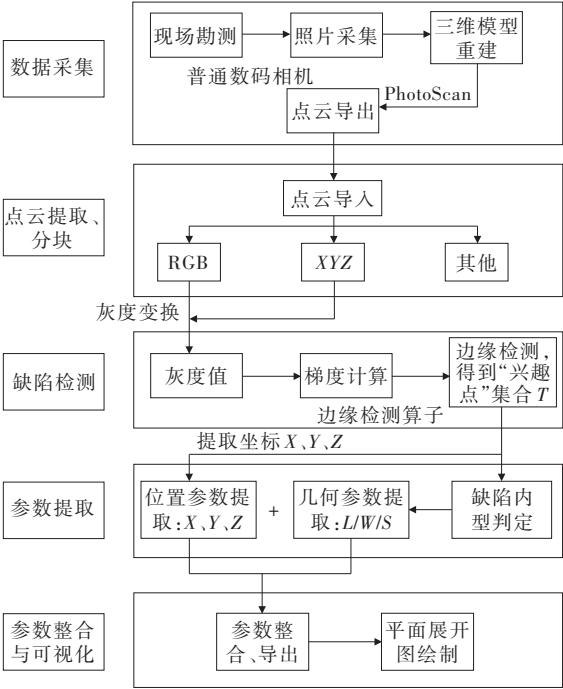 数据采集
现场勘测
照片采集
三维模型
重建
普通数码相机
PhotoScan
点云导出
点云提取、
分块
点云导入
RGB
XYZ
其他
灰度变换
缺陷检测
灰度值
梯度计算
边缘检测，
得到“兴趣
点”集合T
边缘检测算子
提取坐标X、Y、Z
参数提取
位置参数提
取：X、Y、Z
+
几何参数提
取：L/W/S
缺陷内
型判定
参数整合
与可视化
参数整
合、导出
平面展开
图绘制